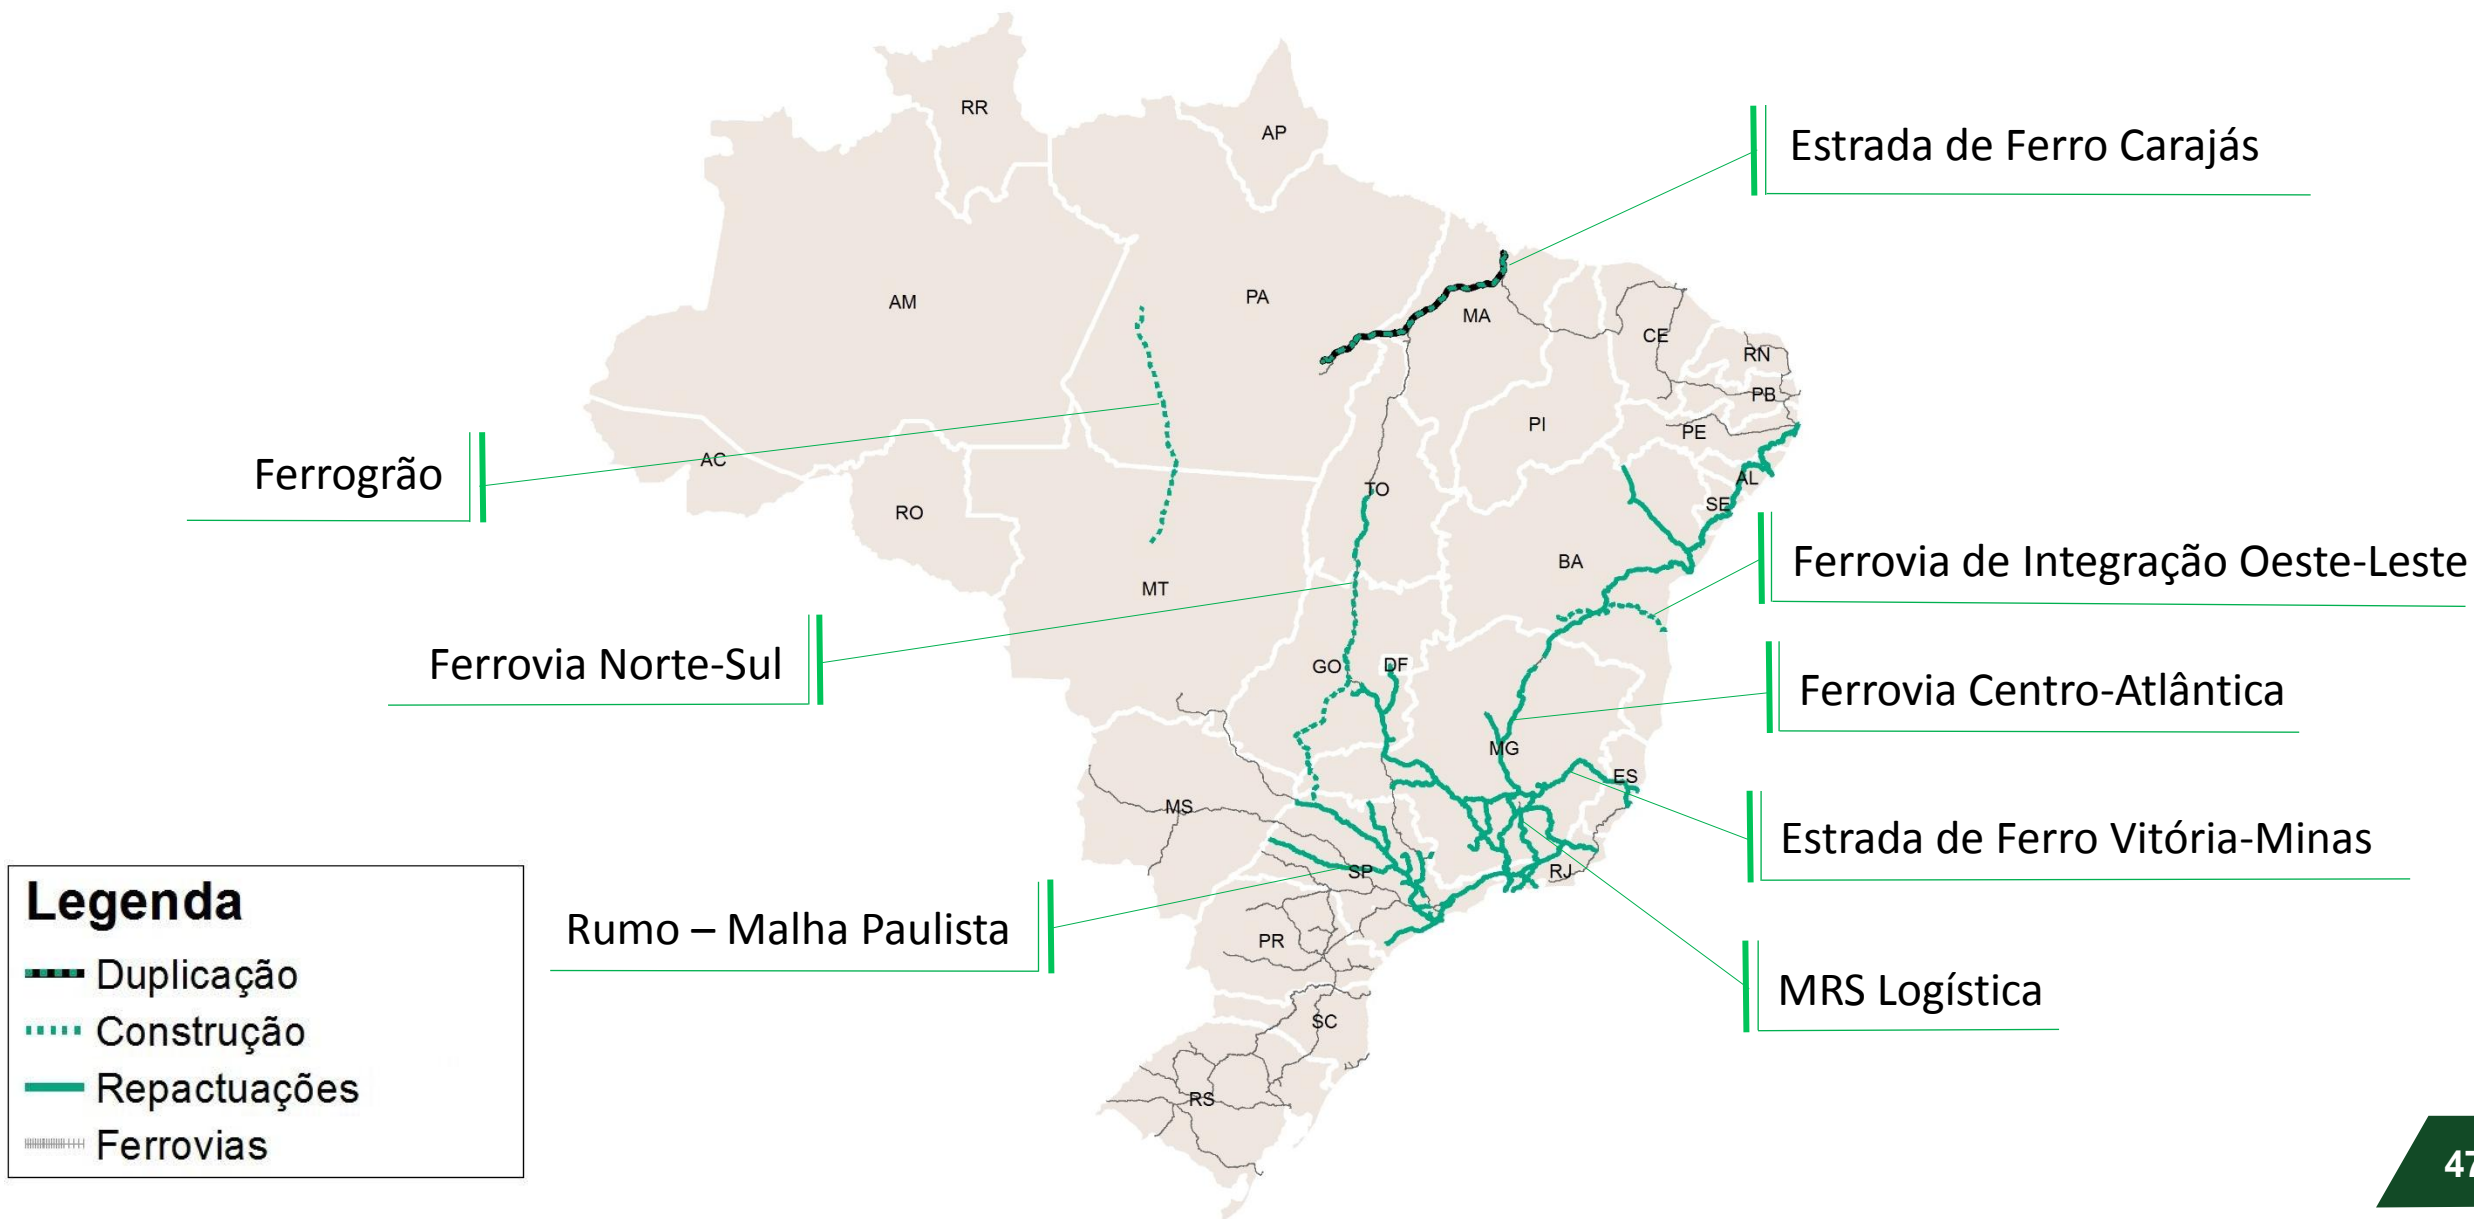 RR
AP
Estrada de Ferro Carajás
AM
PA
MA
CE
RN
PB
PI
PE
Ferrogrão
AC
TO
AL
SE
RO
BA
Ferrovia de Integração Oeste-Leste
MT
Ferrovia Norte-Sul
GO
DF
Ferrovia Centro-Atlântica
MG
ES
MS
Estrada de Ferro Vitória-Minas
SP
RJ
Rumo – Malha Paulista
PR
MRS Logística
SC
RS
Legenda
Duplicação
Construção
Repactuações
Ferrovias
47